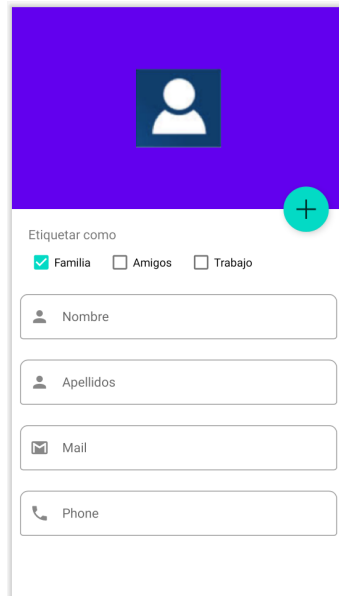 Etiquetar como
Familia Amigos Trabajo
Nombre
Apellidos
Mail
Phone